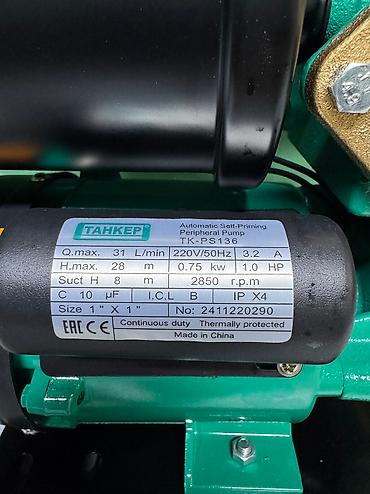 ТАНКЕР
Automatic Self-Priming
Peripheral Pump
TK-PS136
Q.max. 31 L/min 220V/50Hz 3.2 A
H.max. 28 m 0.75 kw 1.0 HP
Suct H 8 m 2850 r.p.m
C 10 µF I.C.L B IP X4
Size 1" X 1" No: 2411220290
EAC CE Continuous duty Thermally protected
Made in China